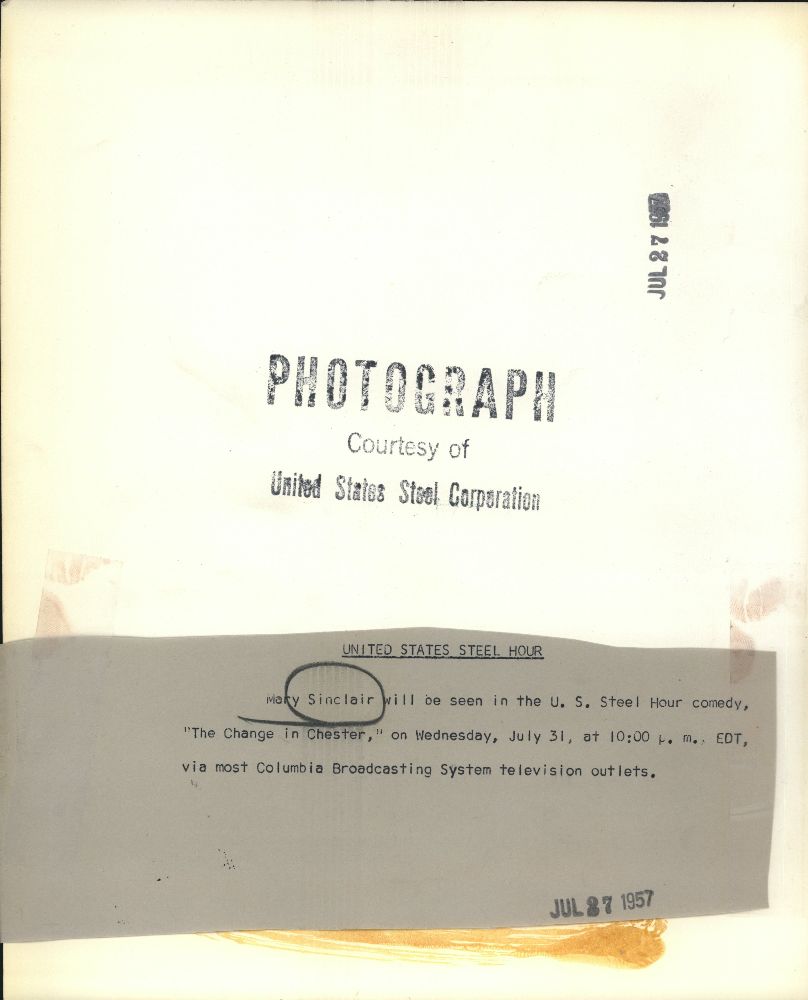 JUL 27 1957
PHOTOGRAPH
Courtesy of
United States Steel Corporation
UNITED STATES STEEL HOUR
Mary Sinclair will be seen in the U. S. Steel Hour comedy,
"The Change in Chester," on Wednesday, July 31, at 10:00 p. m., EDT,
via most Columbia Broadcasting System television outlets.
JUL 27 1957